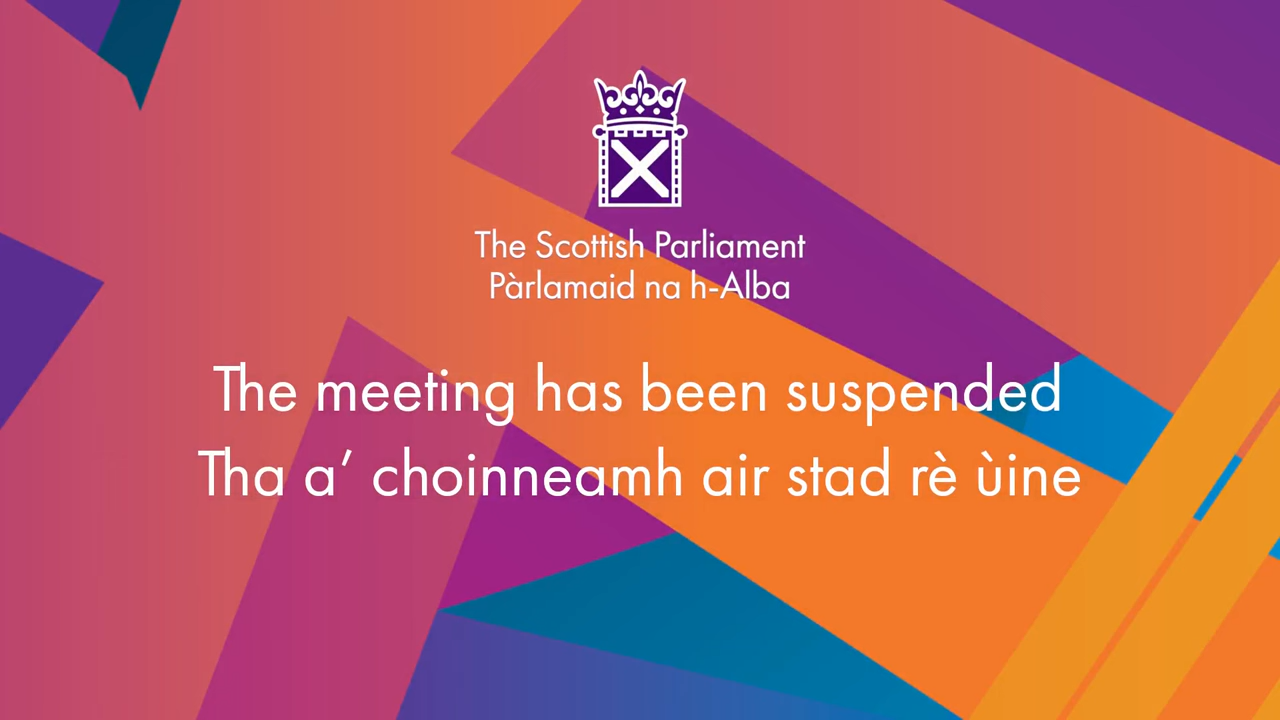 The Scottish Parliament
Pàrlamaid na h-Alba
The meeting has been suspended
Tha a’ choinneamh air stad rè ùine